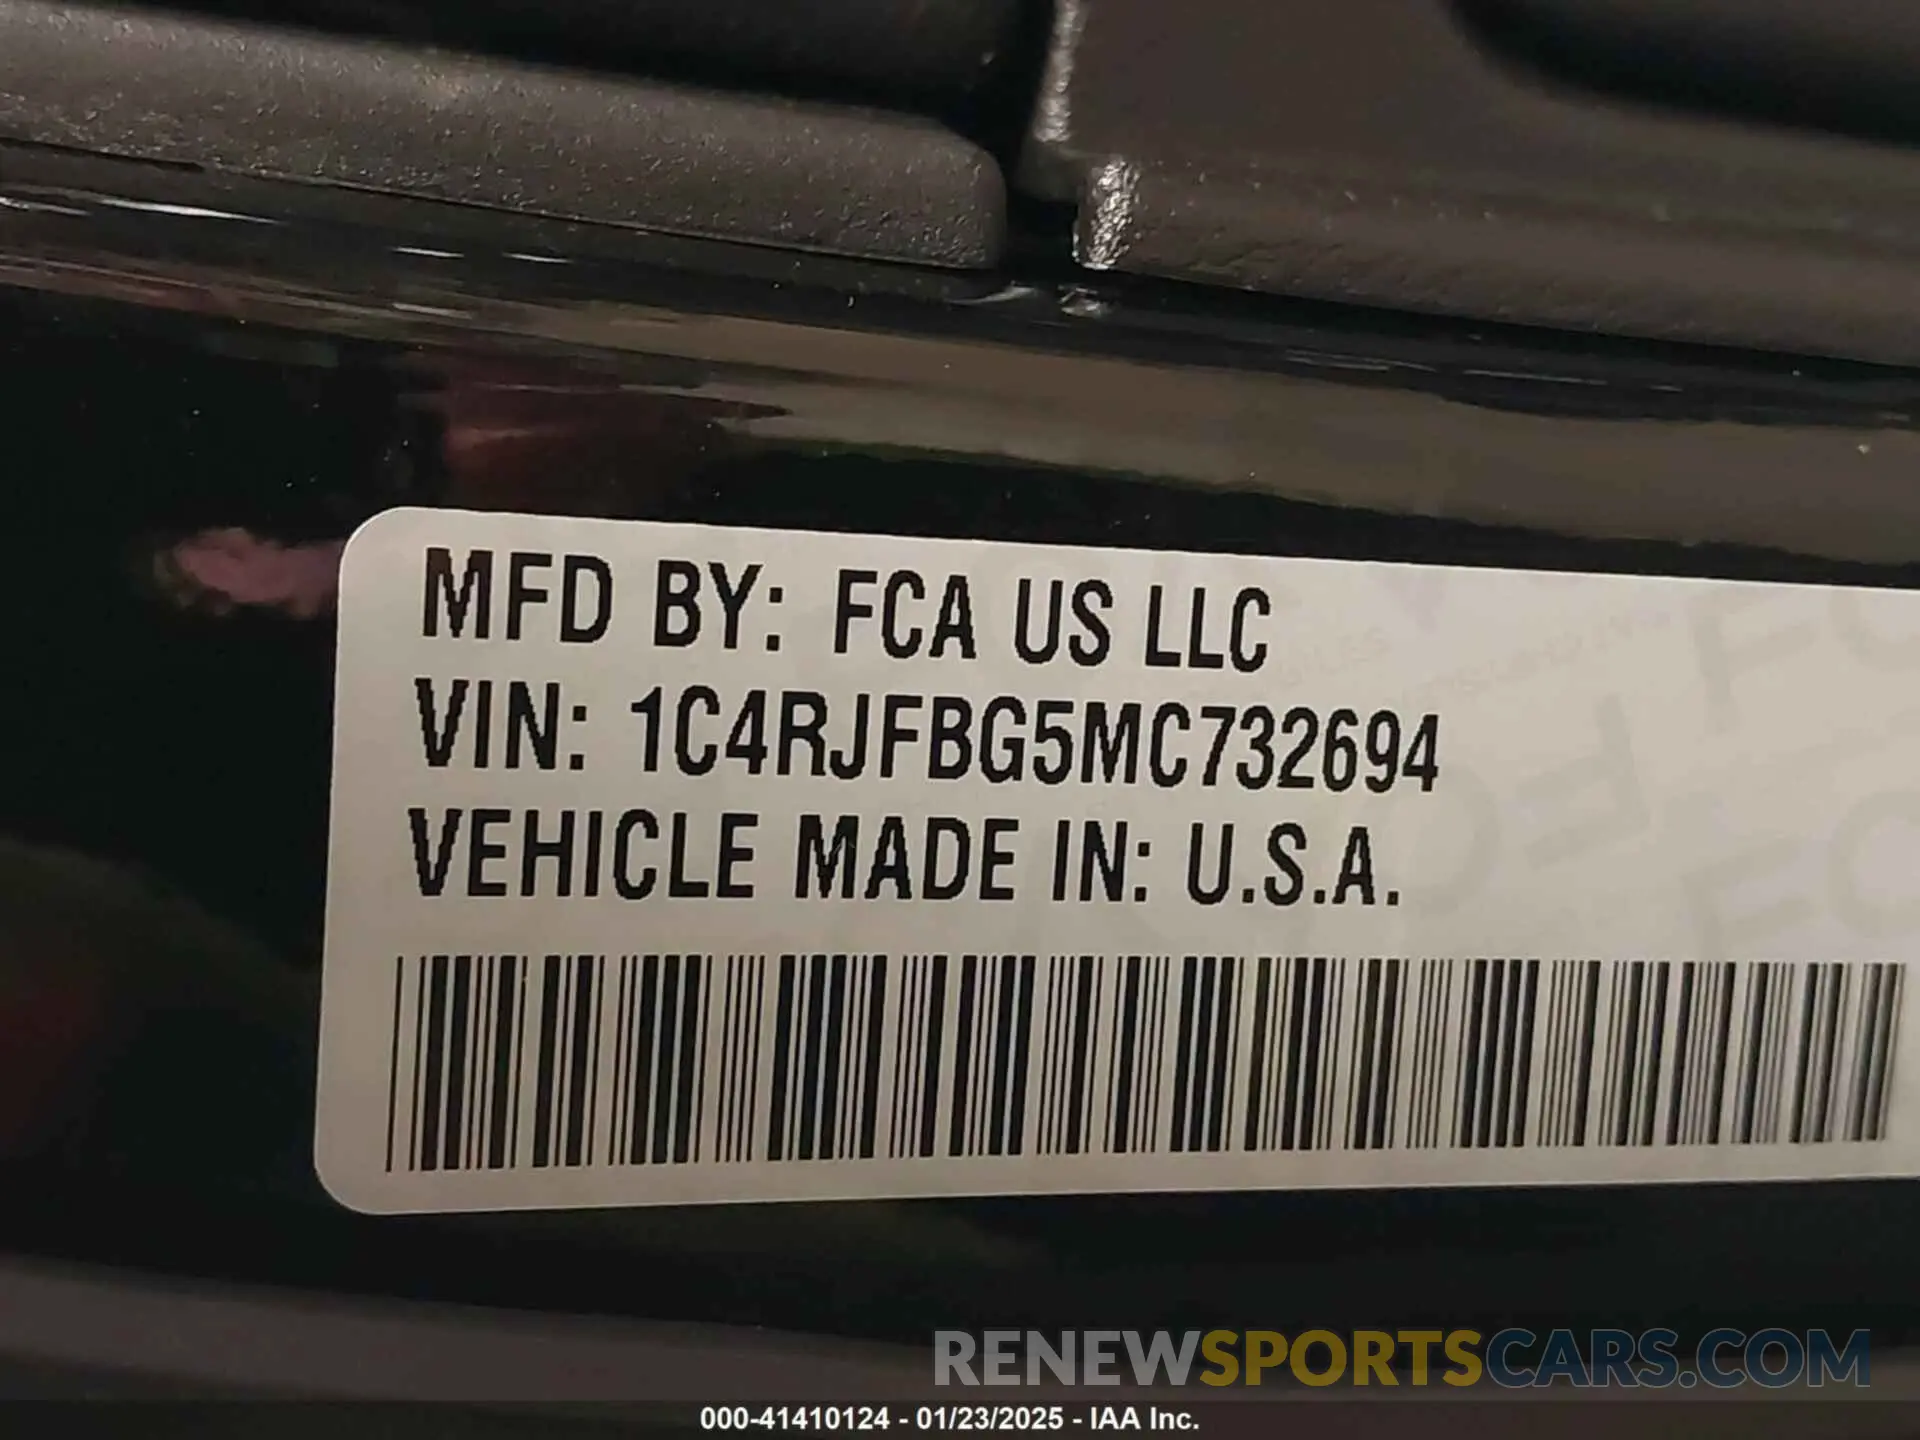 MFD BY: FCA US LLC
VIN: 1C4RJFBG5MC732694
VEHICLE MADE IN: U.S.A.
RENEWSPORTSCARS.COM
000-41410124 - 01/23/2025 - IAA Inc.